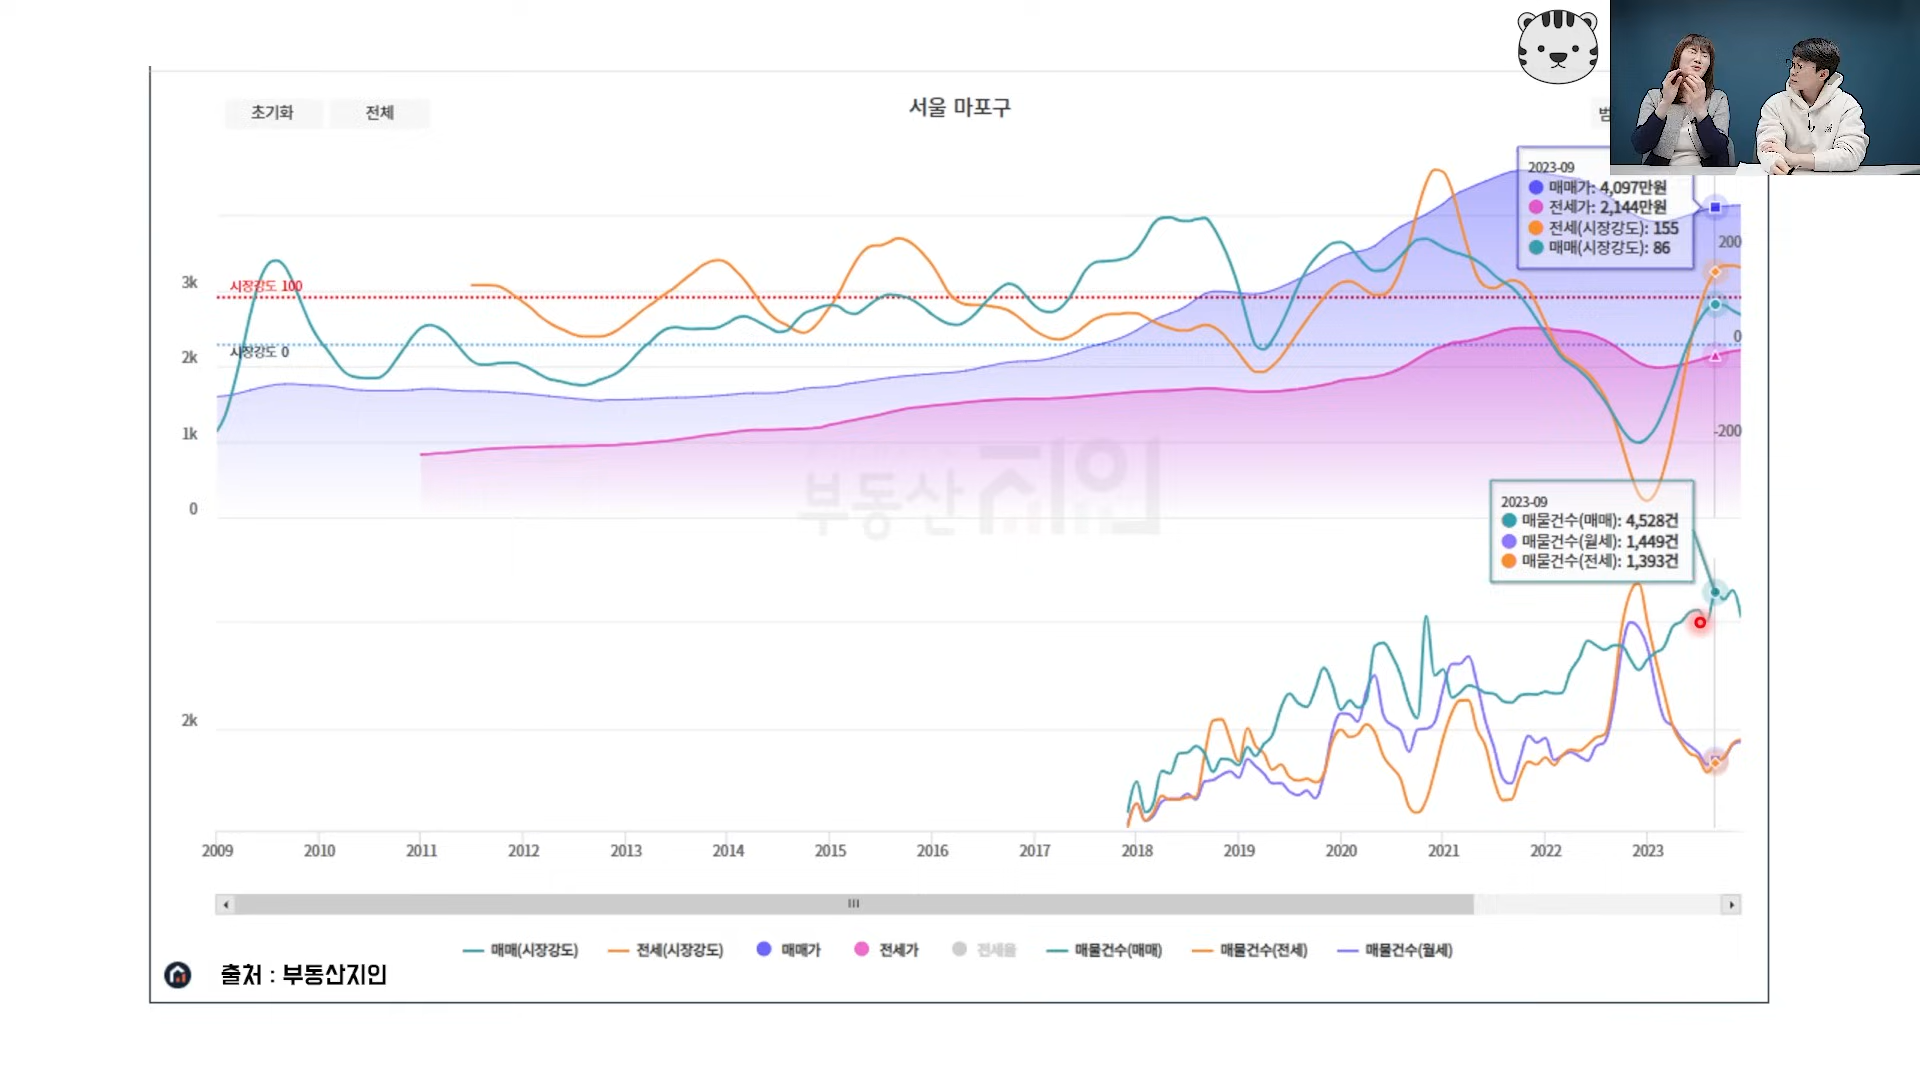 초기화 전체
서울 마포구
2023-09
매매가: 4,097만원
전세가: 2,144만원
전세(시장강도): 155
매매(시장강도): 86
200
3k
시장강도 100
시장강도 0
0
2k
1k
-200
0
부동산지인
2023-09
매물건수(매매): 4,528건
매물건수(월세): 1,449건
매물건수(전세): 1,393건
2k
2009 2010 2011 2012 2013 2014 2015 2016 2017 2018 2019 2020 2021 2022 2023
매매(시장강도) 전세(시장강도) 매매가 전세가 전세율 매물건수(매매) 매물건수(전세) 매물건수(월세)
출처 : 부동산지인